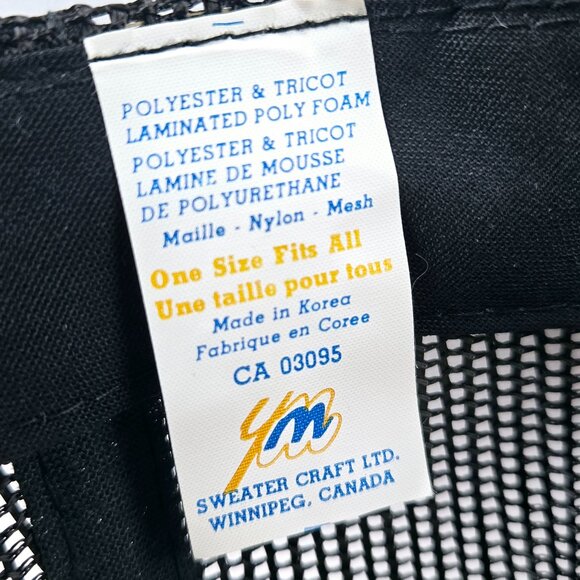 POLYESTER & TRICOT
LAMINATED POLY FOAM
POLYESTER & TRICOT
LAMINE DE MOUSSE
DE POLYURETHANE
Maille - Nylon - Mesh
One Size Fits All
Une taille pour tous
Made in Korea
Fabrique en Coree
CA 03095
ym
SWEATER CRAFT LTD.
WINNIPEG, CANADA